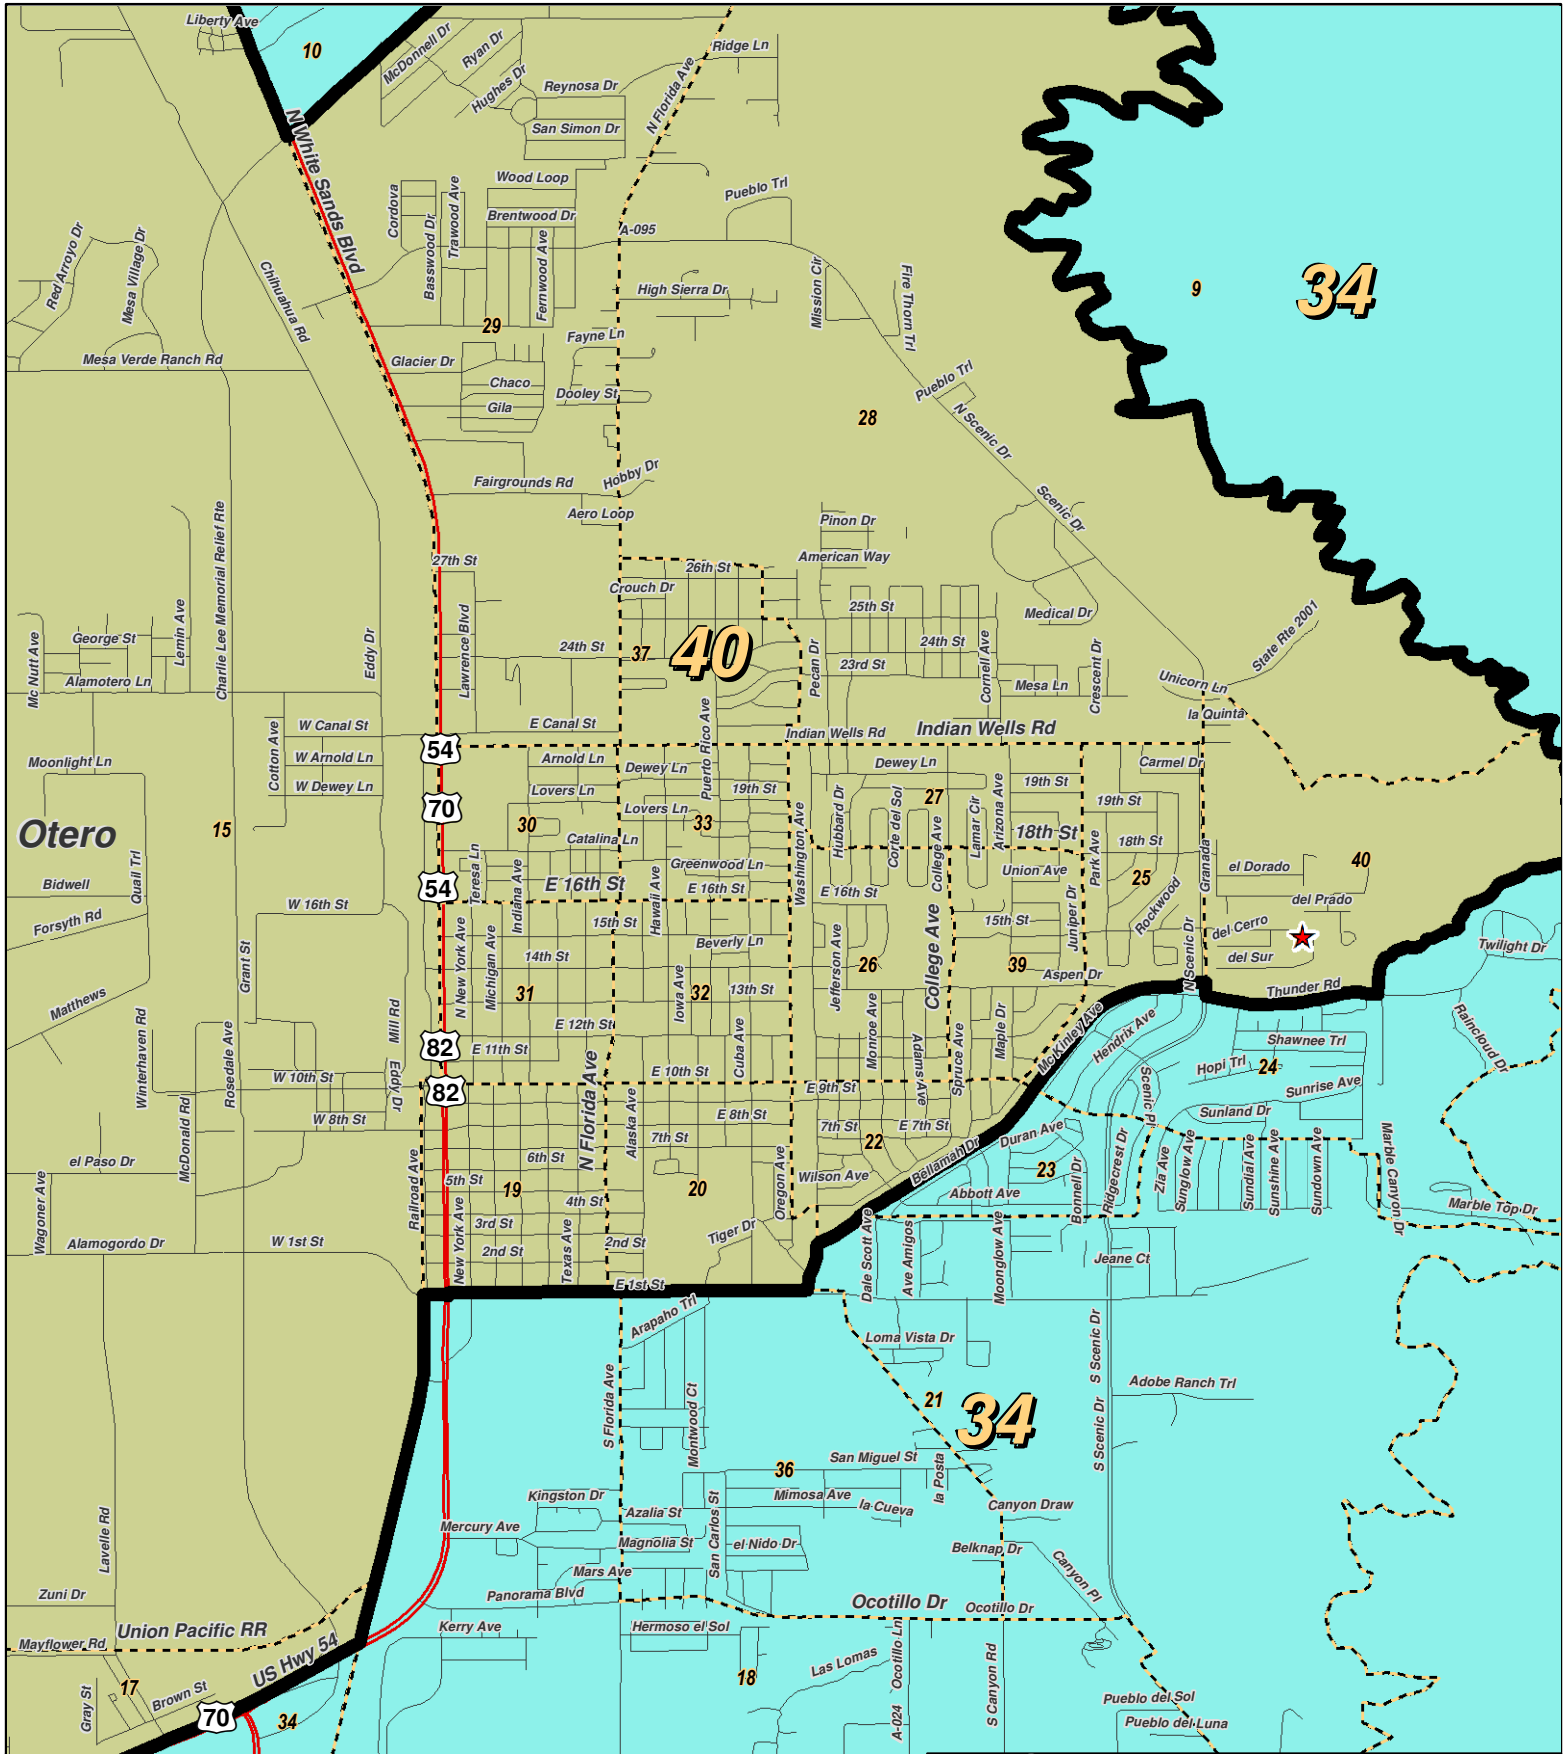 Liberty Ave
10
McDonnell Dr
Ryan Dr
Hughes Dr
Ridge Ln
Reynosa Dr
San Simon Dr
N Florida Ave
N White Sands Blvd
Wood Loop
Cordova
Basswood Dr
Trawood Ave
Brentwood Dr
Fernwood Ave
Pueblo Trl
A-095
Red Arroyo Dr
Mesa Village Dr
Chihuahua Rd
High Sierra Dr
Mission Cir
Fire Thorn Trl
9
34
29
Fayne Ln
Mesa Verde Ranch Rd
Glacier Dr
Chaco
Gila
Dooley St
Pueblo Trl
N Scenic Dr
28
Fairgrounds Rd
Hobby Dr
Aero Loop
Scenic Dr
Pinon Dr
American Way
27th St
26th St
Crouch Dr
25th St
Medical Dr
State Rte 2001
Charlie Lee Memorial Relief Rte
Mc Nutt Ave
George St
Lemin Ave
Alamotero Ln
Eddy Dr
Lawrence Blvd
24th St
37
40
Pecan Dr
24th St
23rd St
Cornell Ave
Mesa Ln
Crescent Dr
Unicorn Ln
la Quinta
W Canal St
E Canal St
Puerto Rico Ave
Indian Wells Rd
Indian Wells Rd
54
Cotton Ave
W Arnold Ln
W Dewey Ln
Moonlight Ln
Arnold Ln
Dewey Ln
Dewey Ln
Carmel Dr
70
Lovers Ln
Lovers Ln
19th St
19th St
19th St
Otero
15
30
33
27
Catalina Ln
Washington Ave
Hubbard Dr
Corte del Sol
College Ave
Lamar Cir
Arizona Ave
18th St
18th St
Park Ave
Granada
Quail Trl
Bidwell
Forsyth Rd
W 16th St
54
Teresa Ln
Indiana Ave
E 16th St
Greenwood Ln
E 16th St
E 16th St
Hawaii Ave
Union Ave
25
Rockwood
el Dorado
40
del Prado
del Cerro
del Sur
15th St
15th St
Juniper Dr
N Scenic Dr
Twilight Dr
Grant St
N New York Ave
Michigan Ave
14th St
Beverly Ln
Jefferson Ave
26
College Ave
39
Aspen Dr
Matthews
31
Iowa Ave
32
13th St
Thunder Rd
Raincloud Dr
Winterhaven Rd
Rosedale Ave
Mill Rd
82
E 12th St
E 11th St
Cuba Ave
Monroe Ave
Adams Ave
Spruce Ave
Maple Dr
Mc Kinley Ave
Hendrix Ave
Shawnee Trl
Hopi Trl
24
Sunrise Ave
W 10th St
Eddy Dr
82
E 10th St
E 9th St
Scenic Pl
Sunland Dr
McDonald Rd
W 8th St
N Florida Ave
Alaska Ave
E 8th St
7th St
7th St
22
E 7th St
Duran Ave
23
el Paso Dr
Wagoner Ave
Railroad Ave
6th St
5th St
19
4th St
20
Oregon Ave
Wilson Ave
Bellamah Dr
Abbott Ave
Bonnell Dr
Ridgecrest Dr
Zia Ave
Sunglow Ave
Sundial Ave
Sunshine Ave
Sundown Ave
Marble Canyon Dr
Marble Top Dr
New York Ave
3rd St
2nd St
Texas Ave
2nd St
Tiger Dr
Alamogordo Dr
W 1st St
E 1st St
Dale Scott Ave
Ave Amigos
Moonglow Ave
Jeane Ct
Arapaho Trl
Loma Vista Dr
S Scenic Dr
S Florida Ave
Montwood Ct
21
34
Adobe Ranch Trl
S Scenic Dr
36
San Miguel St
la Posta
Mimosa Ave
la Cueva
Canyon Draw
Kingston Dr
Azalia St
San Carlos St
Mercury Ave
Magnolia St
el Nido Dr
Belknap Dr
Canyon Pl
Lavelle Rd
Mars Ave
Panorama Blvd
Zuni Dr
Ocotillo Dr
Ocotillo Dr
Union Pacific RR
Mayflower Rd
Kerry Ave
Hermoso el Sol
US Hwy 54
Las Lomas
Ocotillo Ln
A-024
S Canyon Rd
18
17
Gray St
Brown St
70
34
Pueblo del Sol
Pueblo del Luna